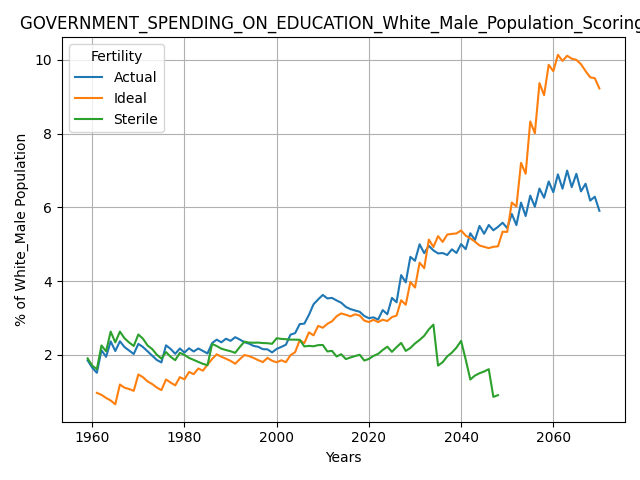 GOVERNMENT_SPENDING_ON_EDUCATION_White_Male_Population_Scoring
Fertility
Actual
Ideal
Sterile
% of White_Male Population
10
8
6
4
2
1960 1980 2000 2020 2040 2060
Years